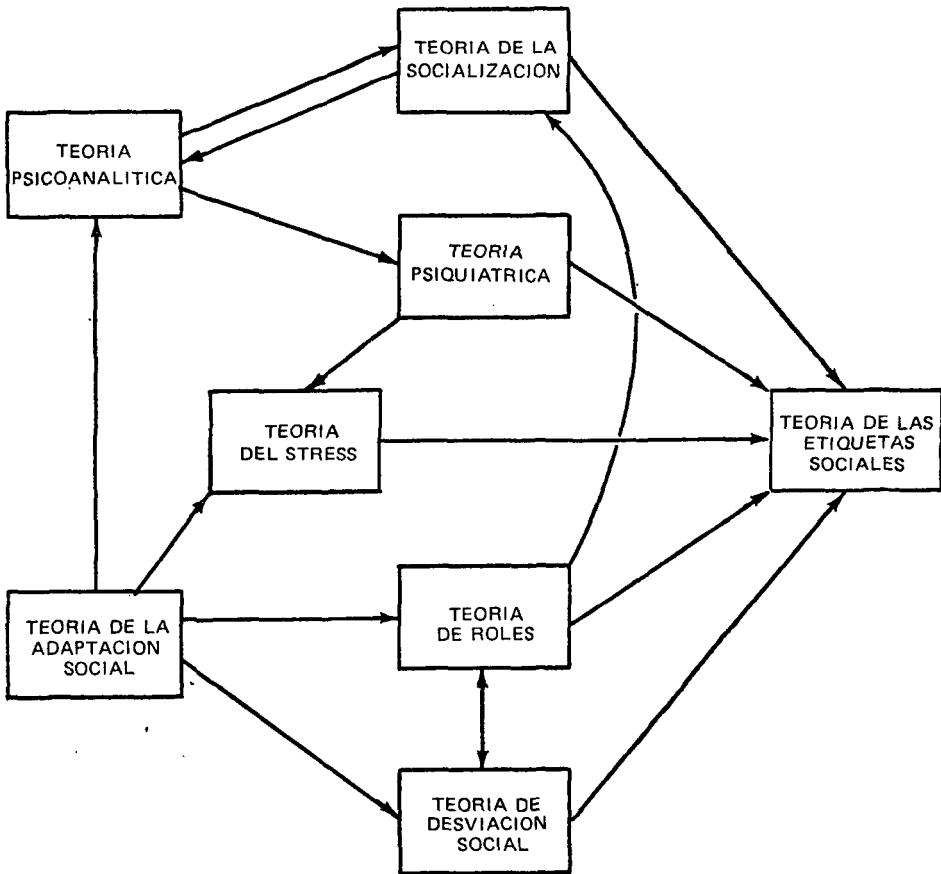 TEORIA DE LA
SOCIALIZACION
TEORIA
PSICOANALITICA
TEORIA
PSIQUIATRICA
TEORIA
DEL STRESS
TEORIA DE LAS
ETIQUETAS
SOCIALES
TEORIA DE LA
ADAPTACION
SOCIAL
TEORIA
DE ROLES
TEORIA DE
DESVIACION
SOCIAL